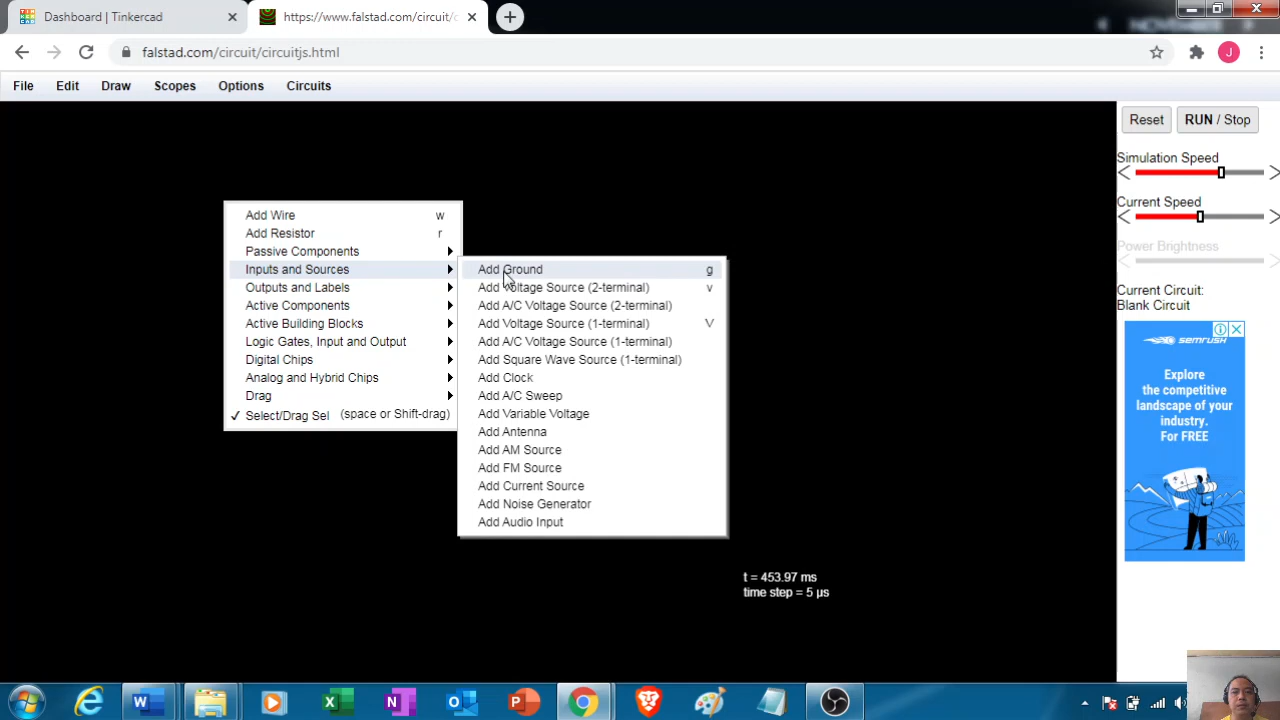 Dashboard | Tinkercad
https://www.falstad.com/circuit/c
falstad.com/circuit/circuitjs.html
J
File Edit Draw Scopes Options Circuits
Reset RUN / Stop
Simulation Speed
Current Speed
Power Brightness
Current Circuit:
Blank Circuit
Add Wire w
Add Resistor r
Passive Components
Inputs and Sources
Outputs and Labels
Active Components
Active Building Blocks
Logic Gates, Input and Output
Digital Chips
Analog and Hybrid Chips
Drag
Select/Drag Sel (space or Shift-drag)
Add Ground g
Add Voltage Source (2-terminal) v
Add A/C Voltage Source (2-terminal)
Add Voltage Source (1-terminal) V
Add A/C Voltage Source (1-terminal)
Add Square Wave Source (1-terminal)
Add Clock
Add A/C Sweep
Add Variable Voltage
Add Antenna
Add AM Source
Add FM Source
Add Current Source
Add Noise Generator
Add Audio Input
t = 453.97 ms
time step = 5 µs
SEMRUSH
Explore
the competitive
landscape of your
industry.
For FREE